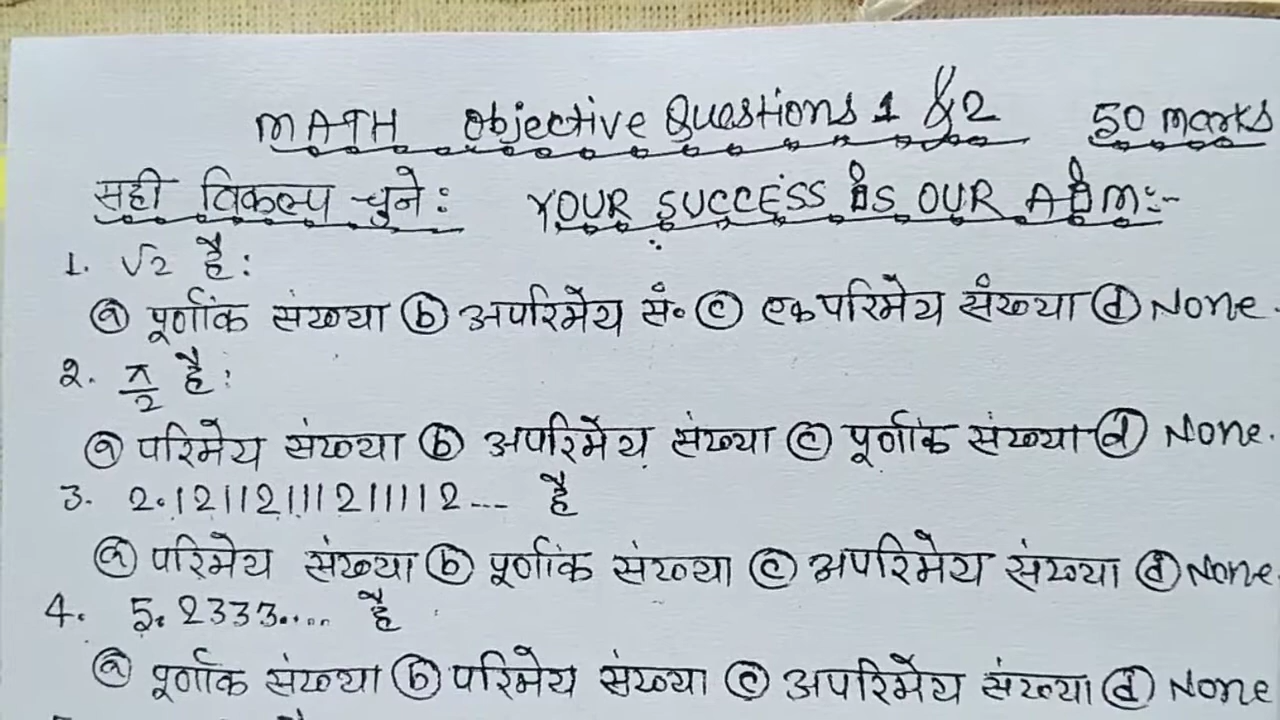 MATH Objective Questions 1 & 2 50 marks
सही विकल्प चुने: YOUR SUCCESS IS OUR AIM:-
1. √2 है:
ⓐ पूर्णांक संख्या ⓑ अपरिमेय सं० ⓒ एक परिमेय संख्या ⓓ None.
2. π/2 है:
ⓐ परिमेय संख्या ⓑ अपरिमेय संख्या ⓒ पूर्णांक संख्या ⓓ None.
3. 2.12112111211112--- है
ⓐ परिमेय संख्या ⓑ पूर्णांक संख्या ⓒ अपरिमेय संख्या ⓓ None.
4. 5.2333..... है
ⓐ पूर्णांक संख्या ⓑ परिमेय संख्या ⓒ अपरिमेय संख्या ⓓ None